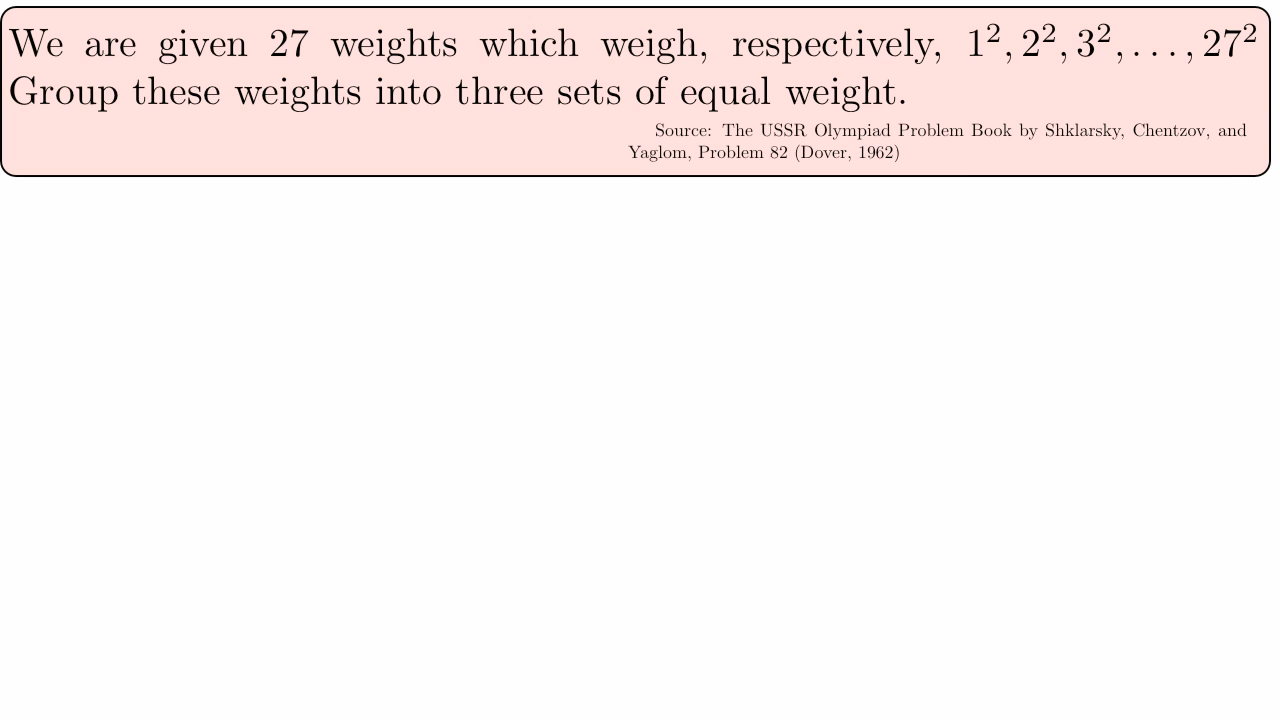 We are given 27 weights which weigh, respectively, 1², 2², 3², . . . , 27²
Group these weights into three sets of equal weight.
Source: The USSR Olympiad Problem Book by Shklarsky, Chentzov, and
Yaglom, Problem 82 (Dover, 1962)